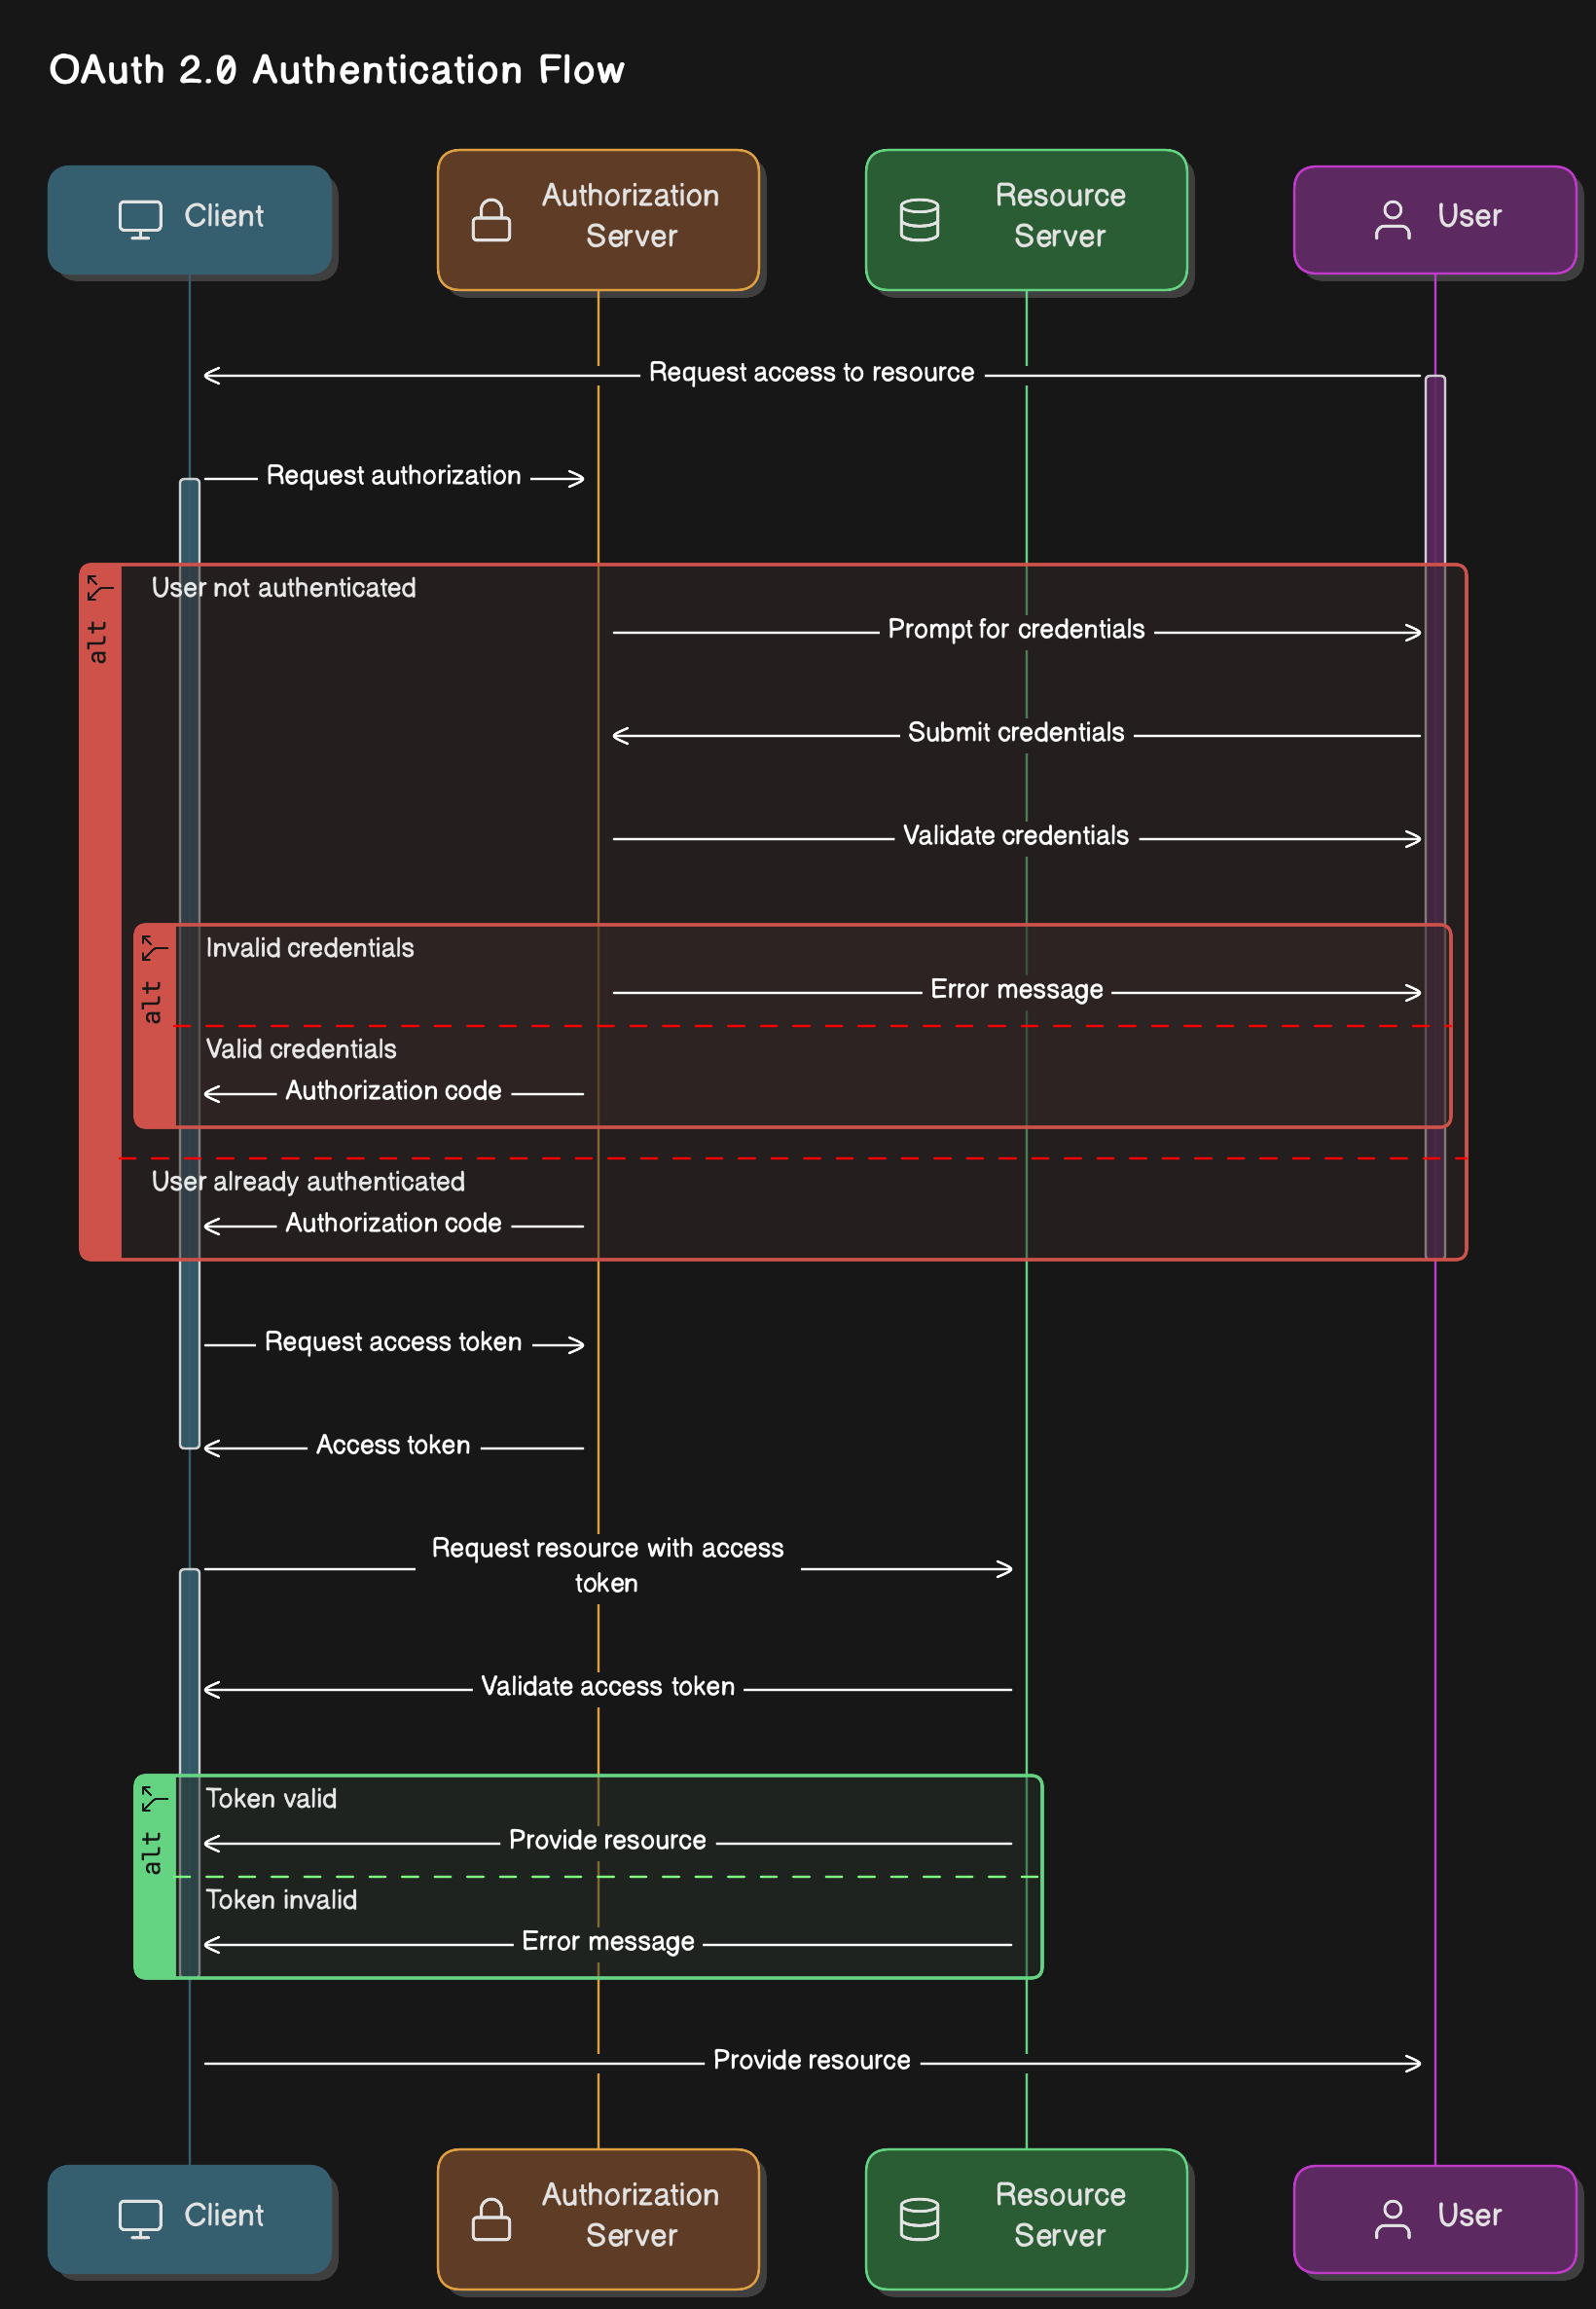 OAuth 2.0 Authentication Flow
Client
Authorization
Server
Resource
Server
User
Request access to resource
Request authorization
alt
User not authenticated
Prompt for credentials
Submit credentials
Validate credentials
alt
Invalid credentials
Error message
Valid credentials
Authorization code
User already authenticated
Authorization code
Request access token
Access token
Request resource with access
token
Validate access token
alt
Token valid
Provide resource
Token invalid
Error message
Provide resource
Client
Authorization
Server
Resource
Server
User